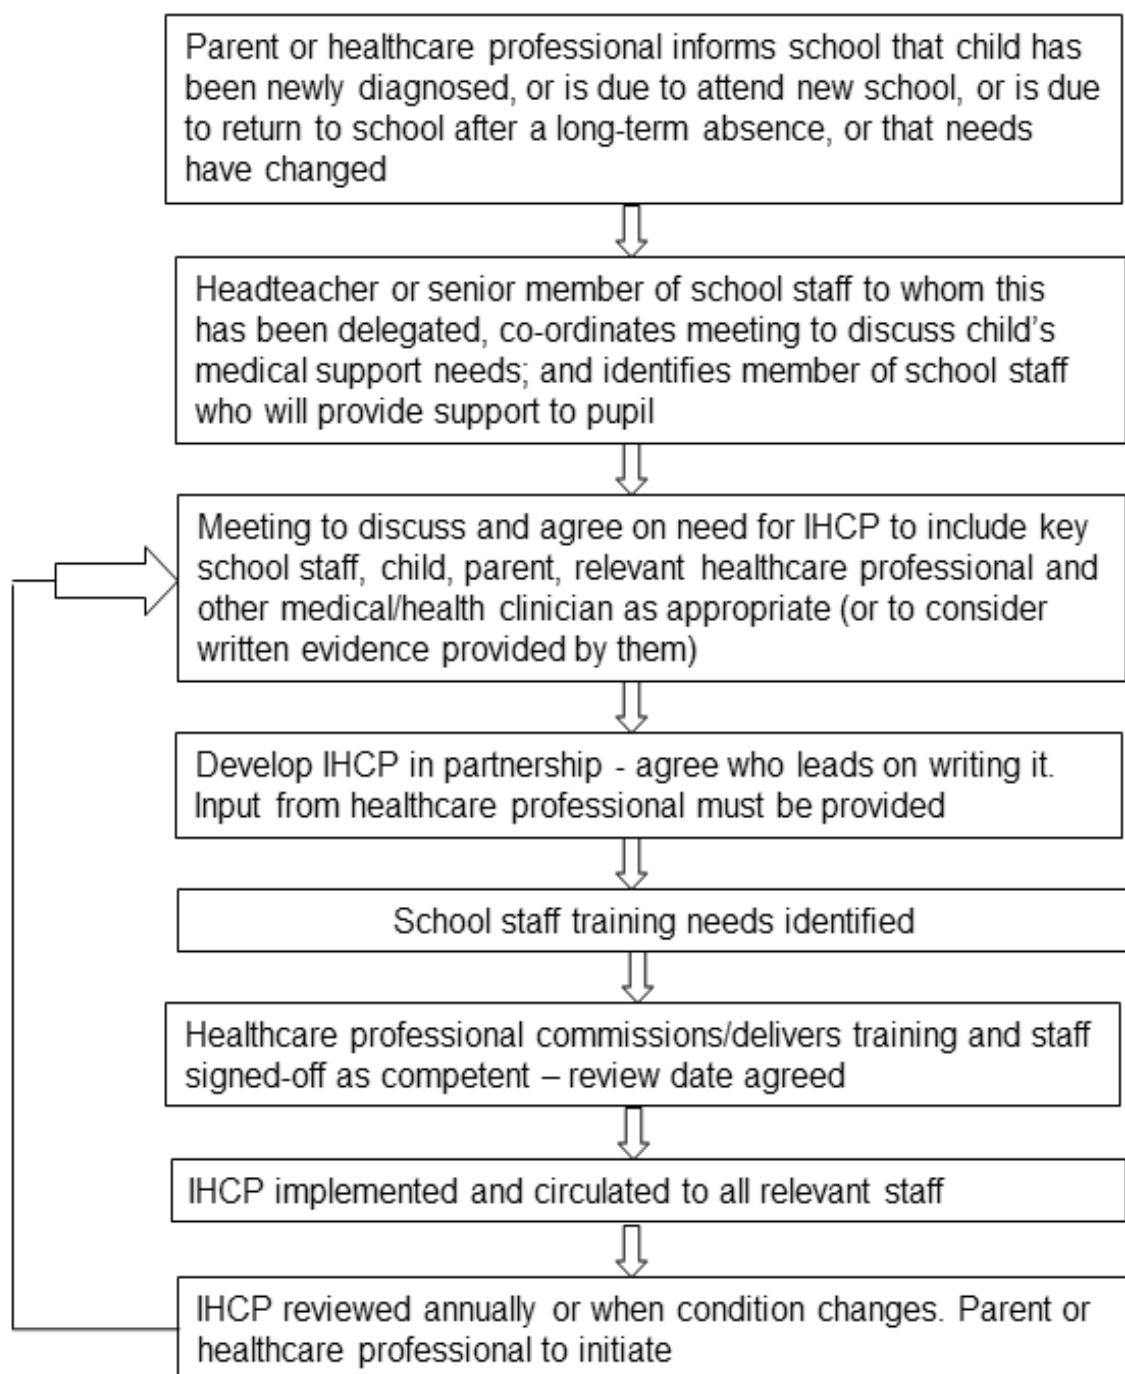 Parent or healthcare professional informs school that child has
been newly diagnosed, or is due to attend new school, or is due
to return to school after a long-term absence, or that needs
have changed
Headteacher or senior member of school staff to whom this
has been delegated, co-ordinates meeting to discuss child's
medical support needs; and identifies member of school staff
who will provide support to pupil
Meeting to discuss and agree on need for IHCP to include key
school staff, child, parent, relevant healthcare professional and
other medical/health clinician as appropriate (or to consider
written evidence provided by them)
Develop IHCP in partnership - agree who leads on writing it.
Input from healthcare professional must be provided
School staff training needs identified
Healthcare professional commissions/delivers training and staff
signed-off as competent – review date agreed
IHCP implemented and circulated to all relevant staff
IHCP reviewed annually or when condition changes. Parent or
healthcare professional to initiate